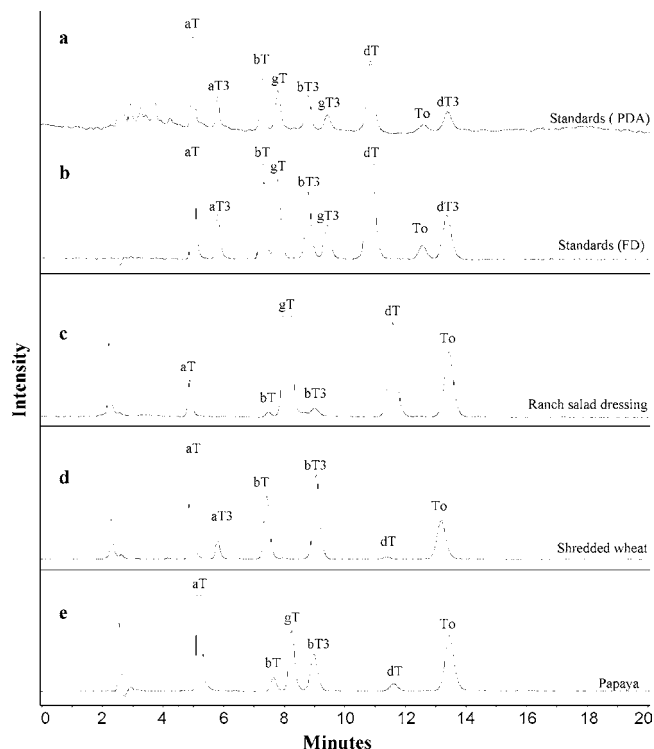 a
aT
aT3
bT
gT
bT3
gT3
dT
To
dT3
Standards ( PDA)
b
aT
aT3
bT
gT
bT3
gT3
dT
To
dT3
Standards (FD)
c
aT
bT
gT
bT3
dT
To
Ranch salad dressing
d
aT
aT3
bT
bT3
dT
To
Shredded wheat
e
aT
bT
gT
bT3
dT
To
Papaya
Intensity
0 2 4 6 8 10 12 14 16 18 20
Minutes